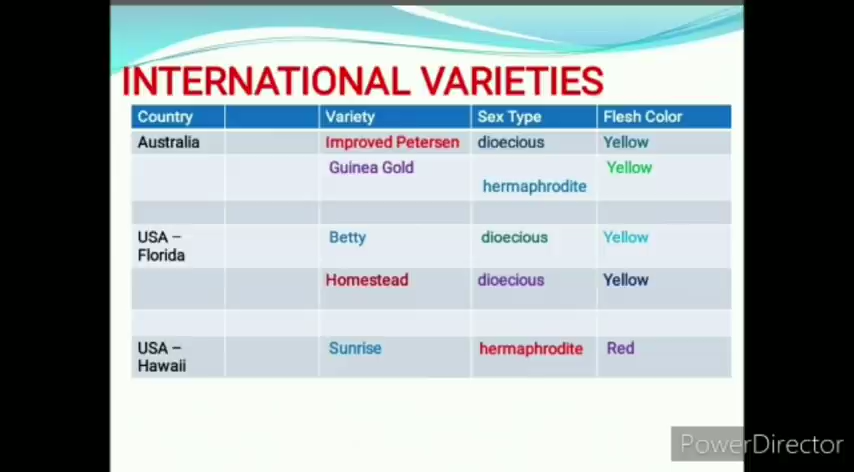 INTERNATIONAL VARIETIES
Country Variety Sex Type Flesh Color
Australia Improved Petersen dioecious Yellow
Guinea Gold hermaphrodite Yellow
USA – Florida Betty dioecious Yellow
Homestead dioecious Yellow
USA – Hawaii Sunrise hermaphrodite Red
PowerDirector